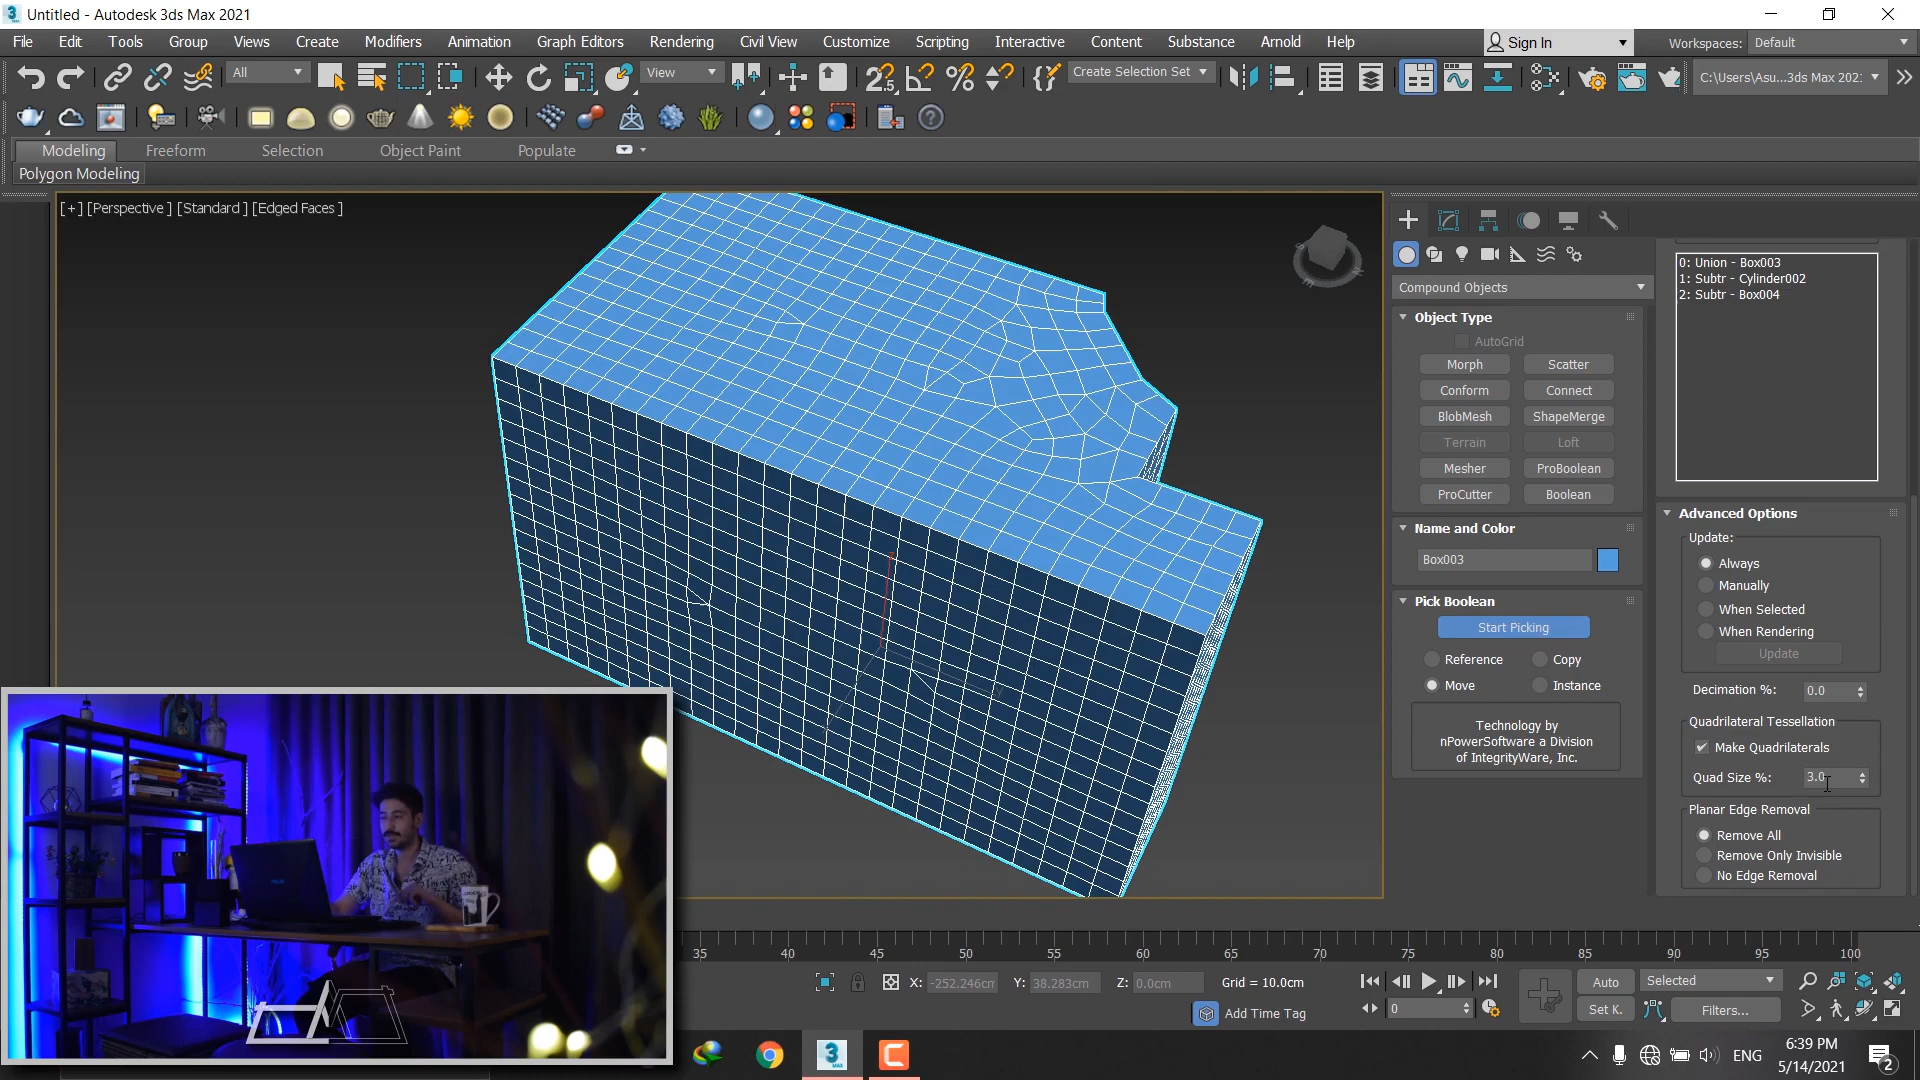 Untitled - Autodesk 3ds Max 2021
File Edit Tools Group Views Create Modifiers Animation Graph Editors Rendering Civil View Customize Scripting Interactive Content Substance Arnold Help
Sign In
Workspaces: Default
All
View
Create Selection Set
C:\Users\Asu...3ds Max 202:
Modeling Freeform Selection Object Paint Populate
Polygon Modeling
[+] [Perspective ] [Standard ] [Edged Faces ]
Compound Objects
Object Type
AutoGrid
Morph Scatter
Conform Connect
BlobMesh ShapeMerge
Terrain Loft
Mesher ProBoolean
ProCutter Boolean
Name and Color
Box003
Pick Boolean
Start Picking
Reference Copy
Move Instance
Technology by
nPowerSoftware a Division
of IntegrityWare, Inc.
0: Union - Box003
1: Subtr - Cylinder002
2: Subtr - Box004
Advanced Options
Update:
Always
Manually
When Selected
When Rendering
Update
Decimation %: 0.0
Quadrilateral Tessellation
Make Quadrilaterals
Quad Size %: 3.0
Planar Edge Removal
Remove All
Remove Only Invisible
No Edge Removal
35 40 45 50 55 60 65 70 75 80 85 90 95 100
X: -252.246cm Y: 38.283cm Z: 0.0cm Grid = 10.0cm
Add Time Tag
0
Auto Selected
Set K. Filters...
ENG
6:39 PM
5/14/2021
2